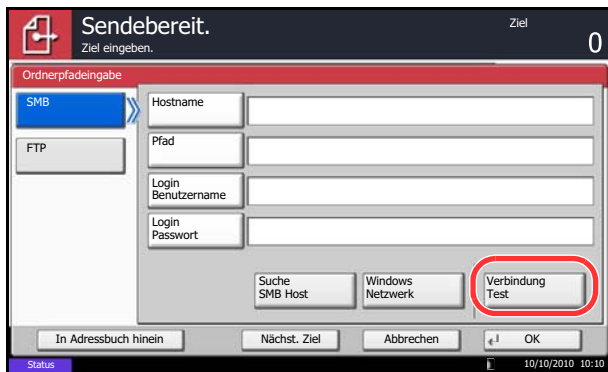 Sendebereit.
Ziel eingeben.
Ziel
0
Ordnerpfadeingabe
SMB
FTP
Hostname
Pfad
Login
Benutzername
Login
Passwort
Suche
SMB Host
Windows
Netzwerk
Verbindung
Test
In Adressbuch hinein
Nächst. Ziel
Abbrechen
OK
Status
10/10/2010 10:10